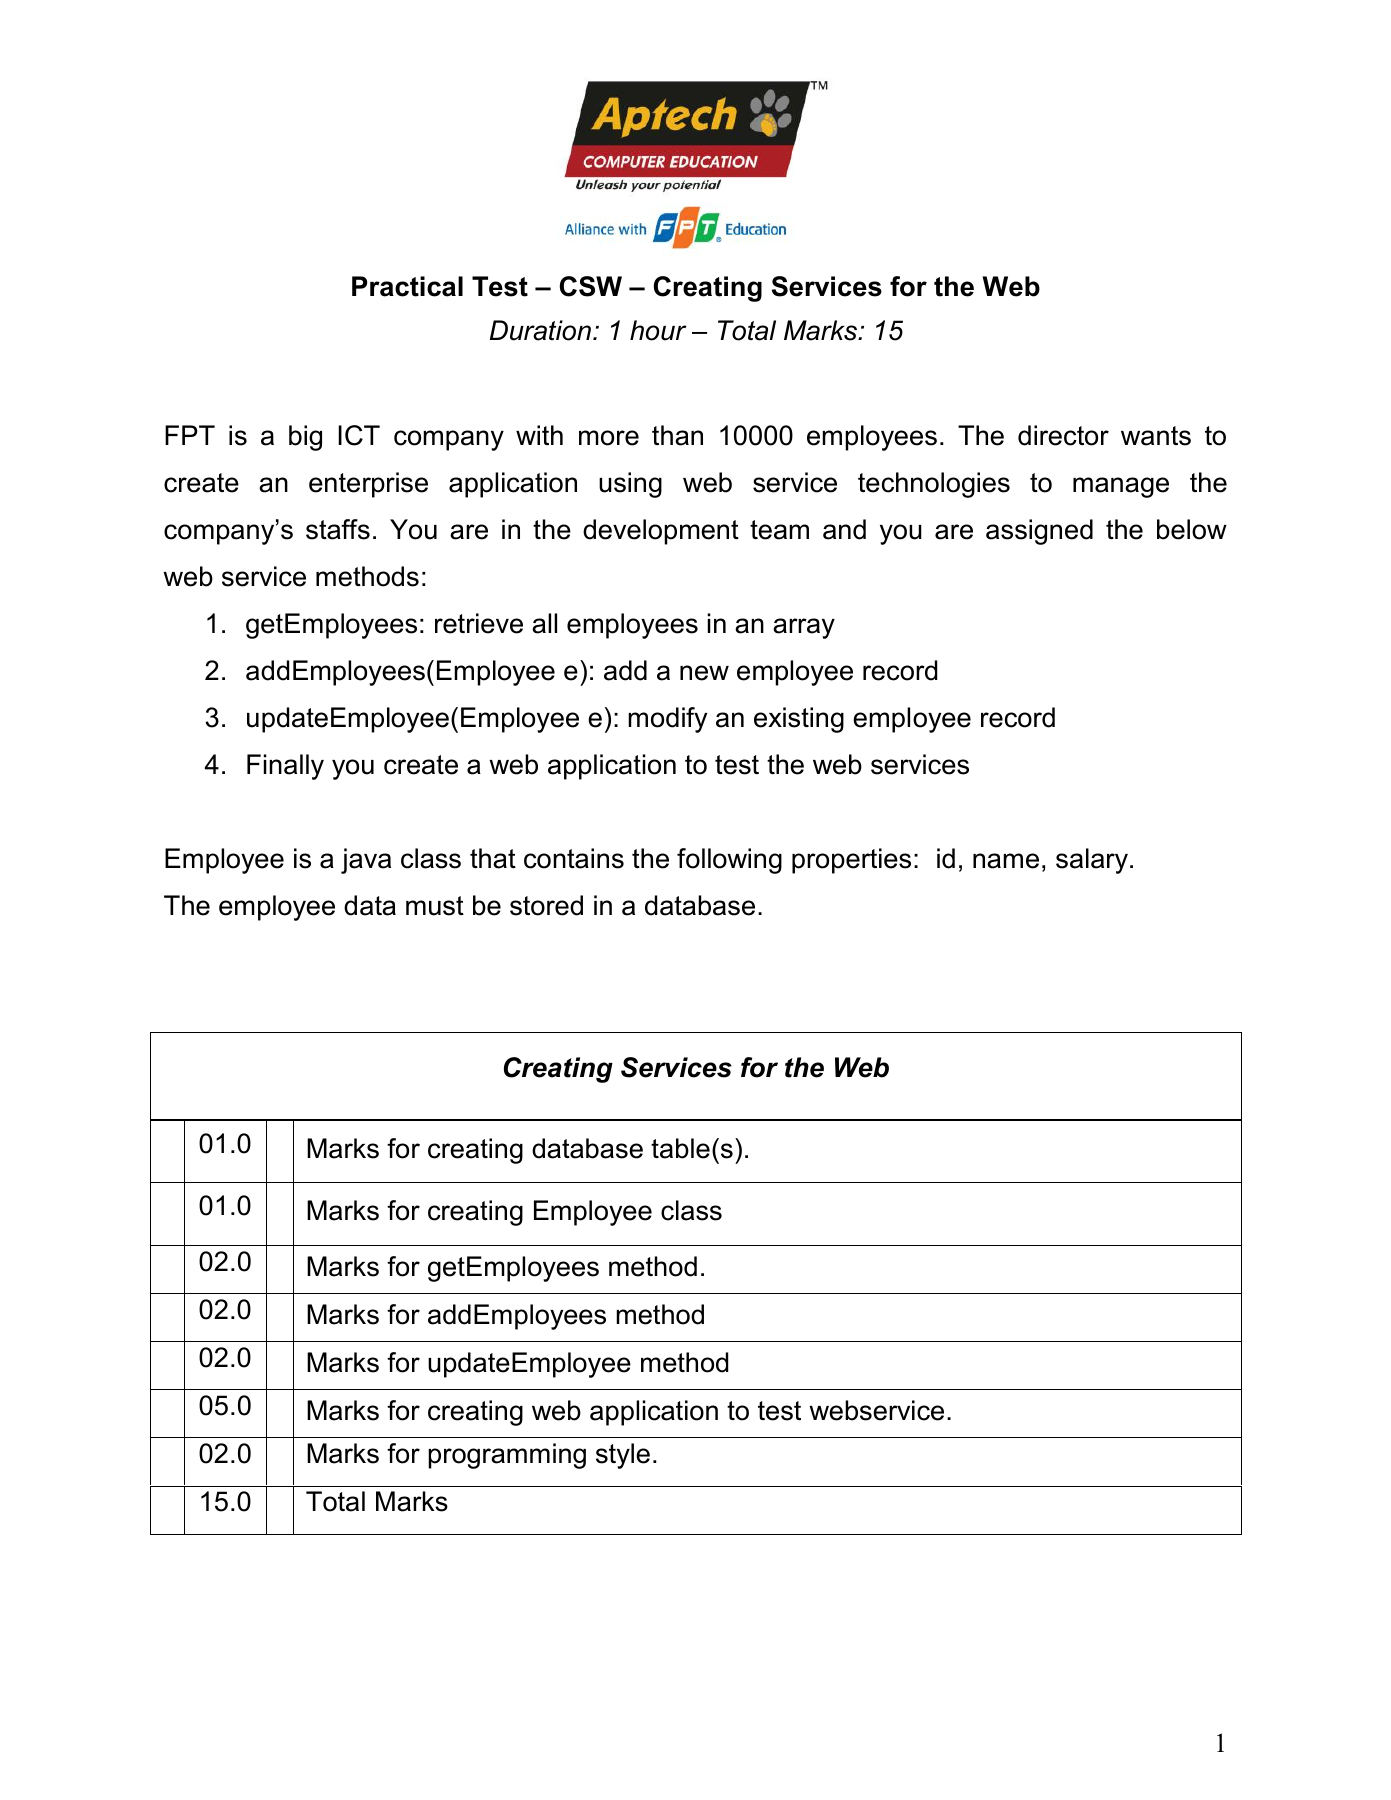 Aptech TM
COMPUTER EDUCATION
Unleash your potential
Alliance with FPT® Education
Practical Test – CSW – Creating Services for the Web
Duration: 1 hour – Total Marks: 15
FPT is a big ICT company with more than 10000 employees. The director wants to
create an enterprise application using web service technologies to manage the
company’s staffs. You are in the development team and you are assigned the below
web service methods:
1. getEmployees: retrieve all employees in an array
2. addEmployees(Employee e): add a new employee record
3. updateEmployee(Employee e): modify an existing employee record
4. Finally you create a web application to test the web services
Employee is a java class that contains the following properties:  id, name, salary.
The employee data must be stored in a database.
Creating Services for the Web
01.0 Marks for creating database table(s).
01.0 Marks for creating Employee class
02.0 Marks for getEmployees method.
02.0 Marks for addEmployees method
02.0 Marks for updateEmployee method
05.0 Marks for creating web application to test webservice.
02.0 Marks for programming style.
15.0 Total Marks
1